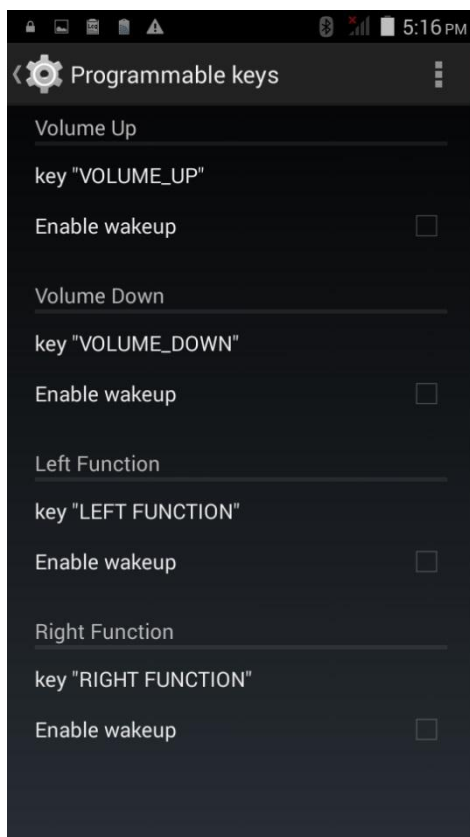 5:16 PM
Programmable keys
Volume Up
key "VOLUME_UP"
Enable wakeup
Volume Down
key "VOLUME_DOWN"
Enable wakeup
Left Function
key "LEFT FUNCTION"
Enable wakeup
Right Function
key "RIGHT FUNCTION"
Enable wakeup